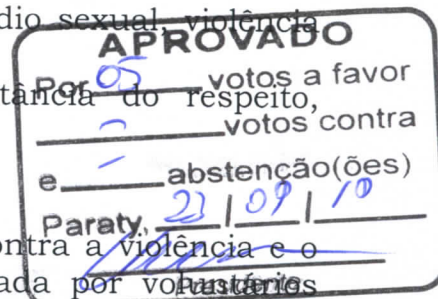 dio sexual, violência
APROVADO
Por 05 votos a favor
tância do respeito,
- votos contra
e - abstenção(ões)
Paraty, 23 / 09 / 10
ontra a violência e o
Presidente
ada por voluntários